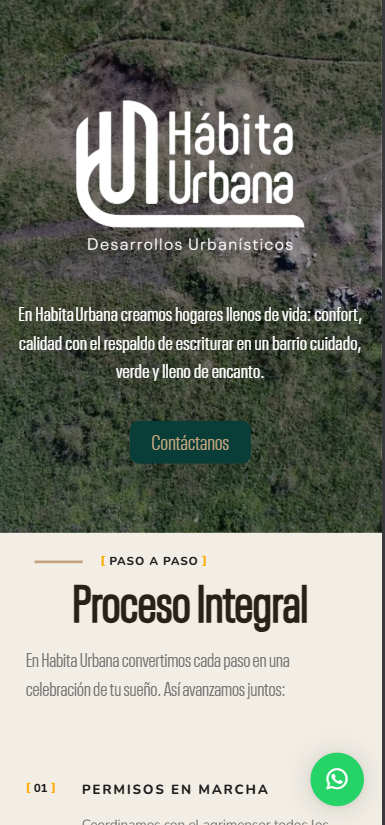 Hábita
Urbana
Desarrollos Urbanísticos
En Habita Urbana creamos hogares llenos de vida: confort,
calidad con el respaldo de escriturar en un barrio cuidado,
verde y lleno de encanto.
Contáctanos
[ PASO A PASO ]
Proceso Integral
En Habita Urbana convertimos cada paso en una
celebración de tu sueño. Así avanzamos juntos:
[ 01 ] PERMISOS EN MARCHA
Coordinamos con el agrimensor todos los